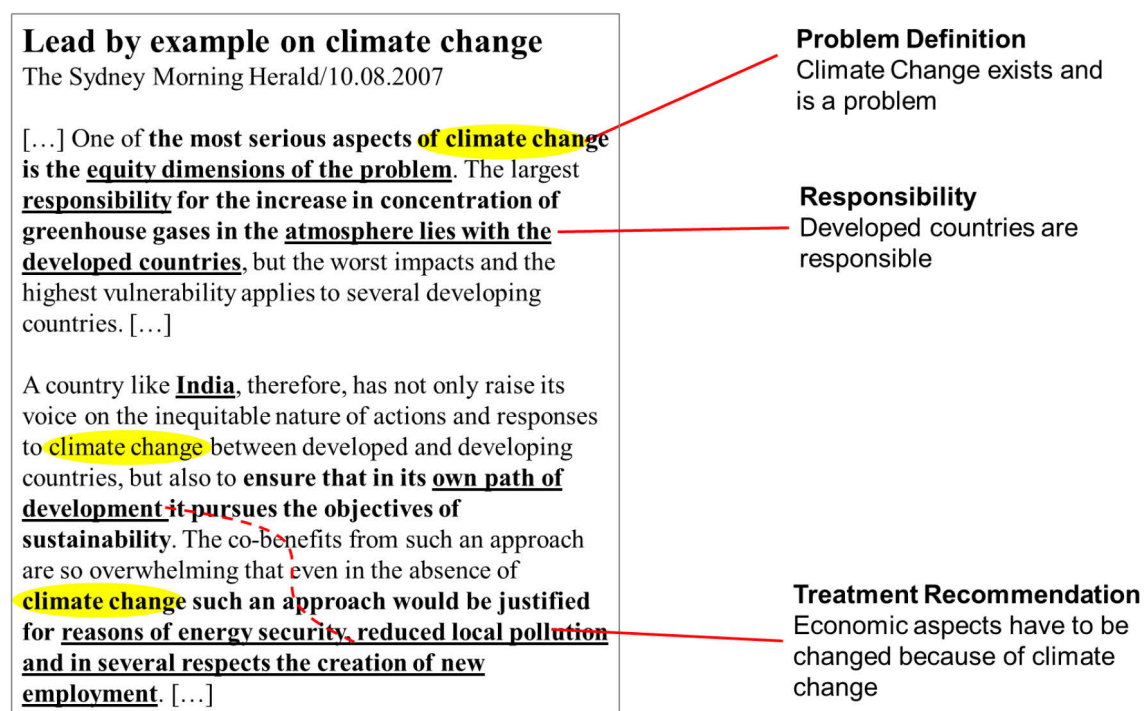 Lead by example on climate change
The Sydney Morning Herald/10.08.2007
[…] One of the most serious aspects of climate change
is the equity dimensions of the problem. The largest
responsibility for the increase in concentration of
greenhouse gases in the atmosphere lies with the
developed countries, but the worst impacts and the
highest vulnerability applies to several developing
countries. […]
A country like India, therefore, has not only raise its
voice on the inequitable nature of actions and responses
to climate change between developed and developing
countries, but also to ensure that in its own path of
development it pursues the objectives of
sustainability. The co-benefits from such an approach
are so overwhelming that even in the absence of
climate change such an approach would be justified
for reasons of energy security, reduced local pollution
and in several respects the creation of new
employment. […]
Problem Definition
Climate Change exists and
is a problem
Responsibility
Developed countries are
responsible
Treatment Recommendation
Economic aspects have to be
changed because of climate
change